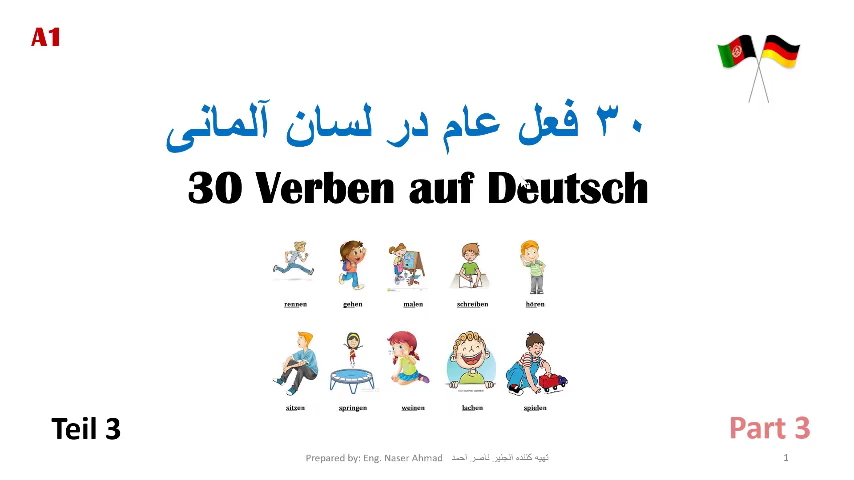 A1
۳۰ فعل عام در لسان آلمانی
30 Verben auf Deutsch
rennen gehen malen schreiben hören
sitzen springen weinen lachen spielen
Teil 3
Part 3
Prepared by: Eng. Naser Ahmad تهیه کننده انجنیر ناصر احمد
1